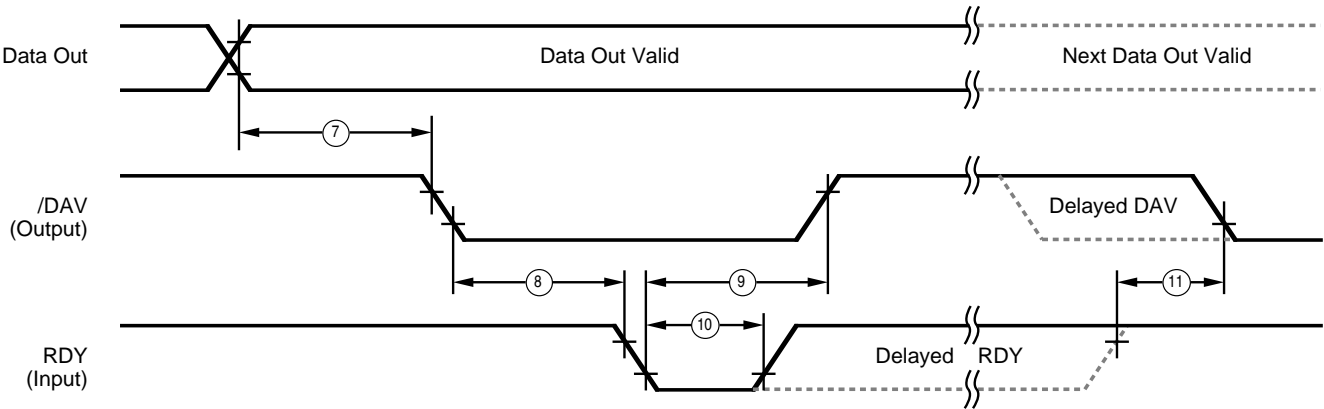 Data Out
Data Out Valid
Next Data Out Valid
7
/DAV
(Output)
Delayed DAV
8
9
11
10
RDY
(Input)
Delayed RDY